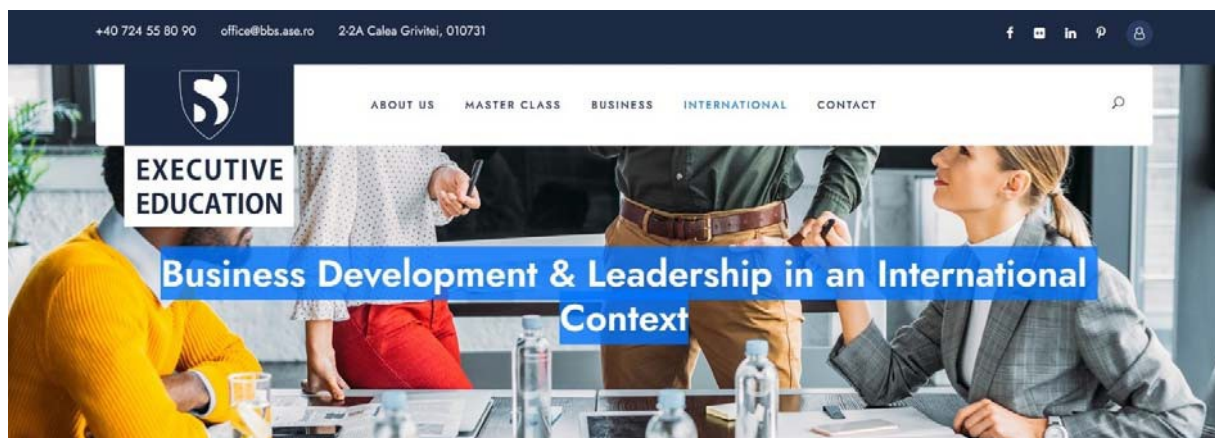 +40 724 55 80 90 office@bbs.ase.ro 2-2A Calea Grivitei, 010731
ABOUT US MASTER CLASS BUSINESS INTERNATIONAL CONTACT
EXECUTIVE
EDUCATION
Business Development & Leadership in an International
Context